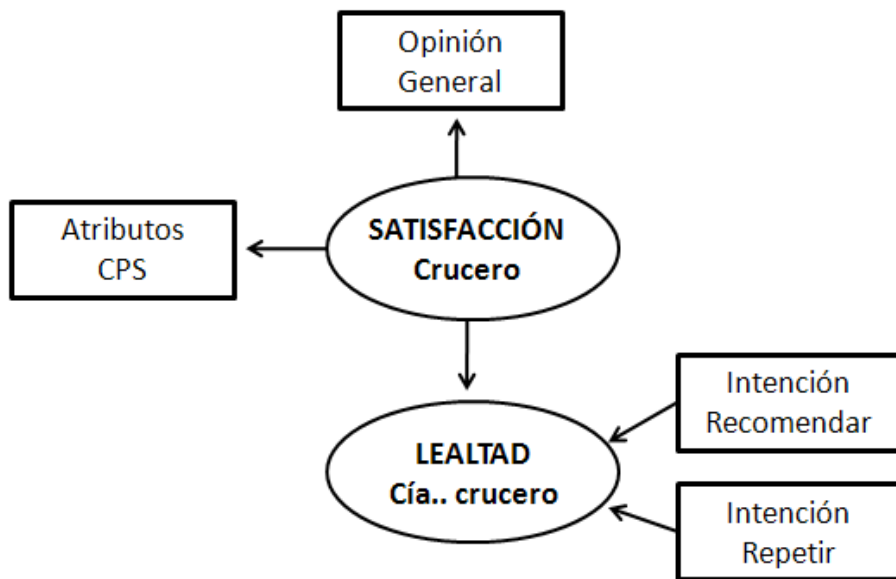 Opinión
General
SATISFACCIÓN
Crucero
Atributos
CPS
Intención
Recomendar
LEALTAD
Cía.. crucero
Intención
Repetir